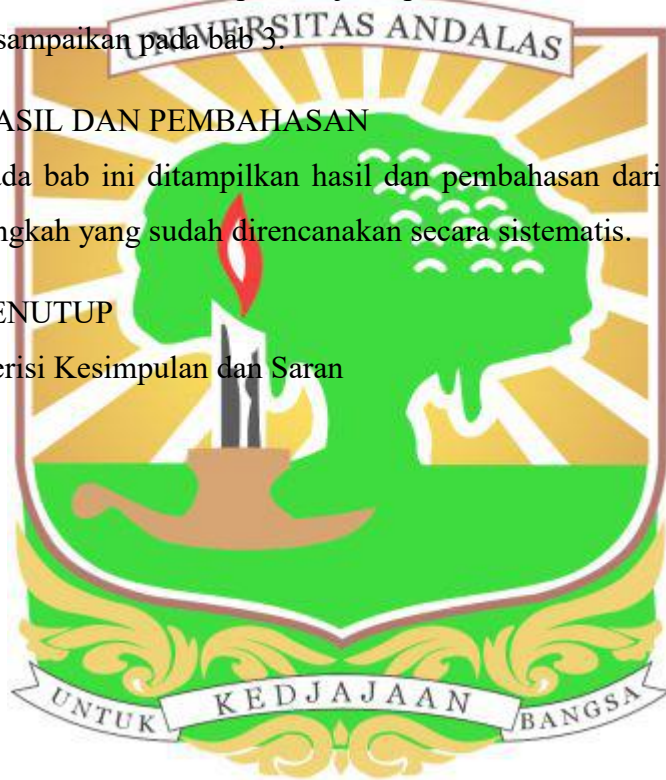 UNIVERSITAS ANDALAS
sampaikan pada bab 3.
ASIL DAN PEMBAHASAN
ada bab ini ditampilkan hasil dan pembahasan dari
ngkah yang sudah direncanakan secara sistematis.
ENUTUP
erisi Kesimpulan dan Saran
UNTUK KEDJAJAAN BANGSA